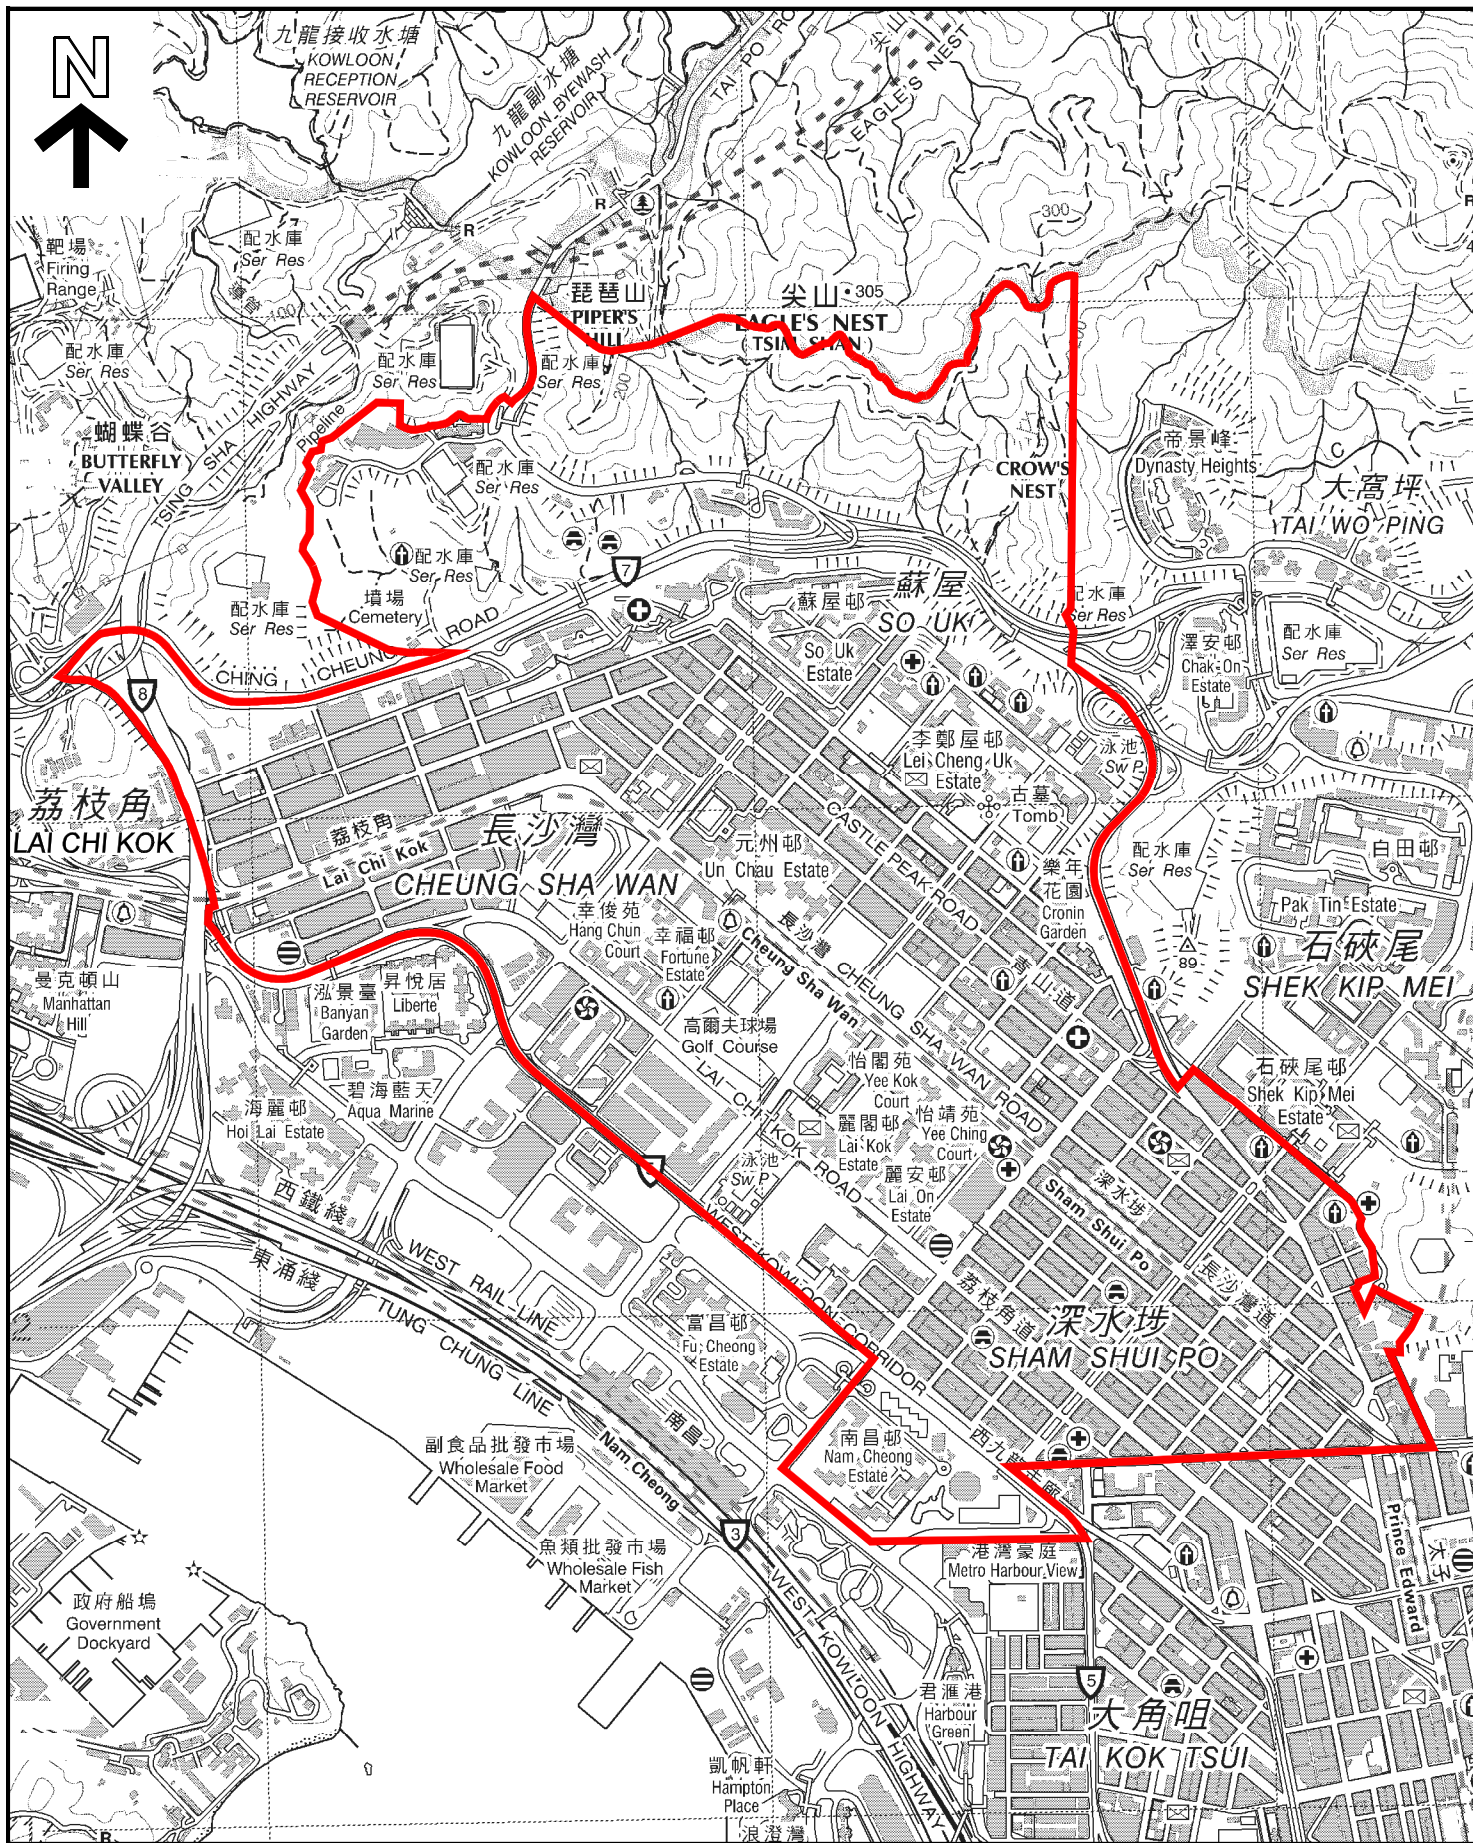 N
九龍接收水塘
KOWLOON
RECEPTION
RESERVOIR
九龍副水塘
KOWLOON BYEWASH
RESERVOIR
TAI PO RO
尖山
EAGLE'S NEST
R
R
R
300
靶場
Firing
Range
配水庫
Ser Res
100
配水庫
Ser Res
琵琶山
PIPER'S
HILL
尖山
305
EAGLE'S NEST
(TSIM SHAN)
配水庫
Ser Res
配水庫
Ser Res
200
蝴蝶谷
BUTTERFLY
VALLEY
TSING SHA HIGHWAY
Pipeline
配水庫
Ser Res
CROW'S
NEST
帝景峰
Dynasty Heights
C
大窩坪
TAI WO PING
配水庫
Ser Res
7
墳場
Cemetery
配水庫
Ser Res
CHING CHEUNG ROAD
蘇屋
SO UK
蘇屋邨
So Uk
Estate
配水庫
Ser Res
澤安邨
Chak On
Estate
配水庫
Ser Res
8
李鄭屋邨
Lei Cheng Uk
Estate
泳池
Sw P
古墓
Tomb
荔枝角
LAI CHI KOK
荔枝角
Lai Chi Kok
長沙灣
CHEUNG SHA WAN
元州邨
Un Chau Estate
CASTLE PEAK ROAD
青山道
樂年
花園
Cronin
Garden
配水庫
Ser Res
89
白田邨
Pak Tin Estate
石硤尾
SHEK KIP MEI
幸俊苑
Hang Chun
Court
幸福邨
Fortune
Estate
長沙灣
Cheung Sha Wan
CHEUNG SHA WAN ROAD
曼克頓山
Manhattan
Hill
泓景臺
Banyan
Garden
昇悅居
Liberte
高爾夫球場
Golf Course
LAI CHI KOK ROAD
怡閣苑
Yee Kok
Court
石硤尾邨
Shek Kip Mei
Estate
碧海藍天
Aqua Marine
海麗邨
Hoi Lai Estate
麗閣邨
Lai Kok
Estate
怡靖苑
Yee Ching
Court
泳池
Sw P
麗安邨
Lai On
Estate
深水埗
Sham Shui Po
西鐵綫
WEST RAIL LINE
東涌綫
TUNG CHUNG LINE
WEST KOWLOON CORRIDOR
荔枝角道
長沙灣道
深水埗
SHAM SHUI PO
富昌邨
Fu Cheong
Estate
南昌
Nam Cheong
南昌邨
Nam Cheong
Estate
西九龍走廊
副食品批發市場
Wholesale Food
Market
3
魚類批發市場
Wholesale Fish
Market
港灣豪庭
Metro Harbour View
Prince Edward
太子
政府船塢
Government
Dockyard
WEST KOWLOON HIGHWAY
君滙港
Harbour
Green
5
大角咀
TAI KOK TSUI
凱帆軒
Hampton
Place
浪澄灣
R